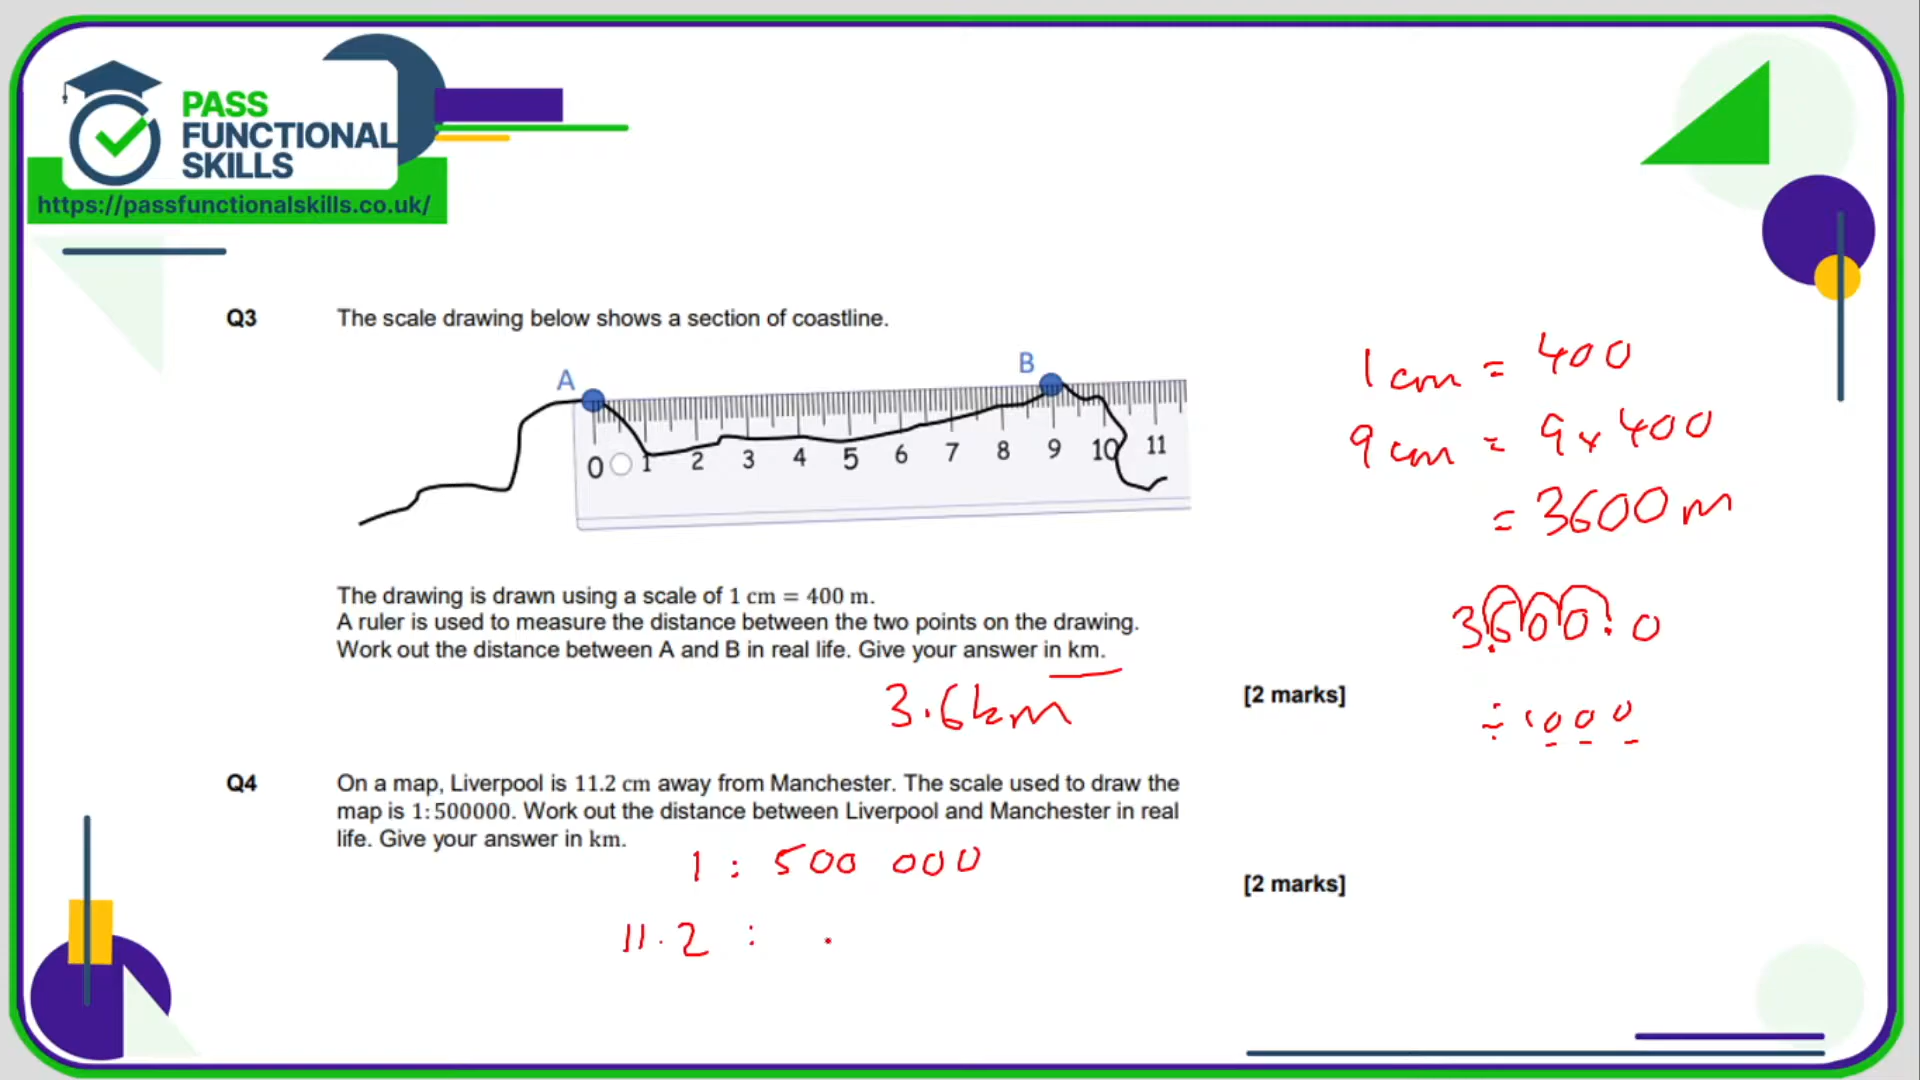 PASS
FUNCTIONAL
SKILLS
https://passfunctionalskills.co.uk/
Q3 The scale drawing below shows a section of coastline.
A B
0 1 2 3 4 5 6 7 8 9 10 11
1 cm = 400
9 cm = 9 × 400
= 3600 m
3600.0
÷ 1000
The drawing is drawn using a scale of 1 cm = 400 m.
A ruler is used to measure the distance between the two points on the drawing.
Work out the distance between A and B in real life. Give your answer in km.
3.6km
[2 marks]
Q4 On a map, Liverpool is 11.2 cm away from Manchester. The scale used to draw the
map is 1:500000. Work out the distance between Liverpool and Manchester in real
life. Give your answer in km.
1 : 500 000
[2 marks]
11.2 : .